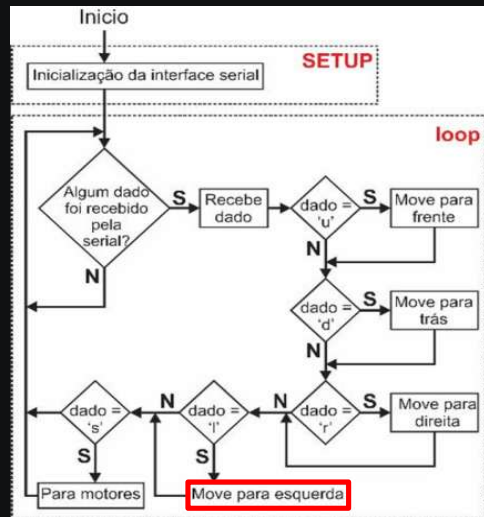 Inicio
SETUP
Inicialização da interface serial
loop
Algum dado
foi recebido
pela
serial?
S
N
Recebe
dado
dado =
'u'
S
N
Move para
frente
dado =
'd'
S
N
Move para
trás
dado =
'r'
S
N
Move para
direita
dado =
'l'
N
S
Move para esquerda
dado =
's'
S
Para motores